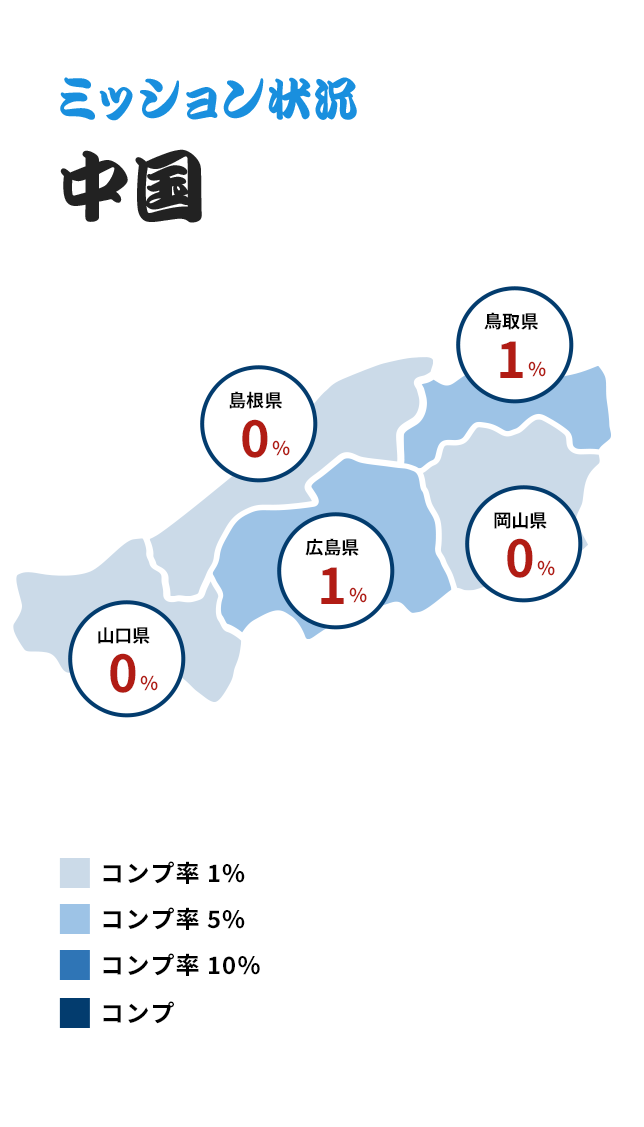 ミッション状況
中国
鳥取県
1%
島根県
0%
岡山県
0%
広島県
1%
山口県
0%
コンプ率 1%
コンプ率 5%
コンプ率 10%
コンプ